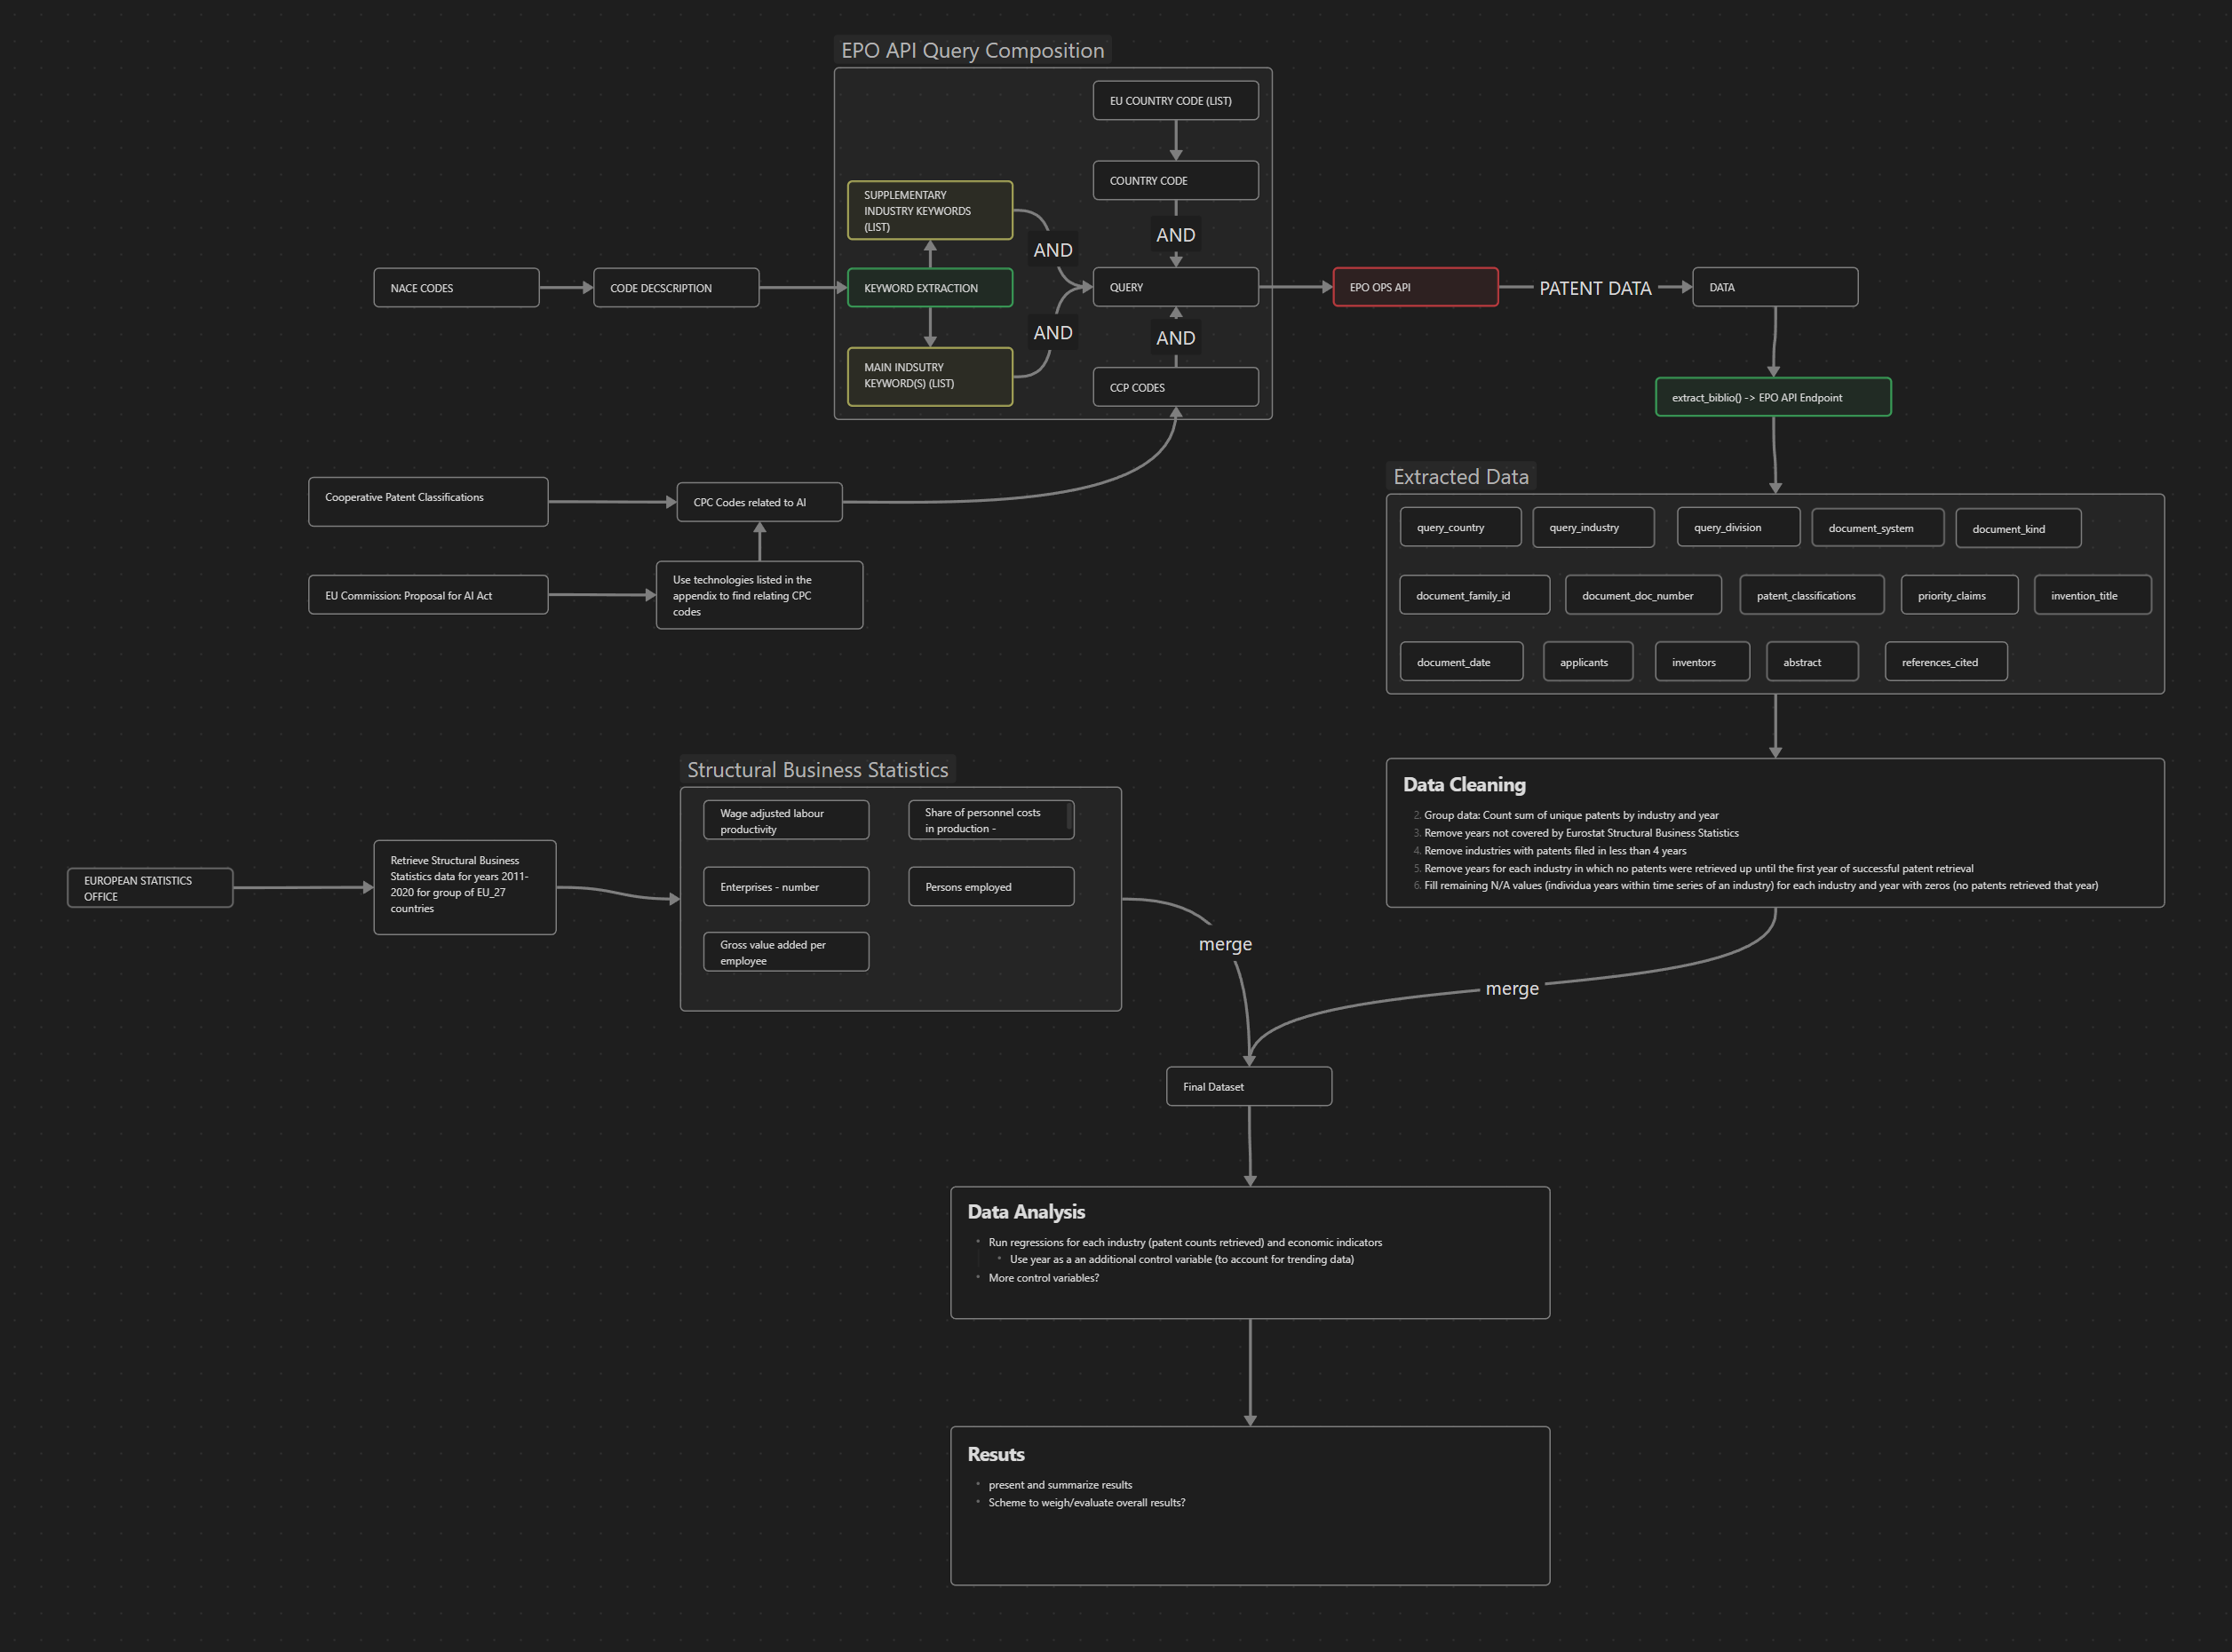 EPO API Query Composition
EU COUNTRY CODE (LIST)
COUNTRY CODE
SUPPLEMENTARY
INDUSTRY KEYWORDS
(LIST)
AND
AND
NACE CODES
CODE DECSCRIPTION
KEYWORD EXTRACTION
QUERY
EPO OPS API
PATENT DATA
DATA
AND
AND
MAIN INDSUTRY
KEYWORD(S) (LIST)
CCP CODES
extract_biblio() -> EPO API Endpoint
Cooperative Patent Classifications
CPC Codes related to AI
EU Commission: Proposal for AI Act
Use technologies listed in the
appendix to find relating CPC
codes
Extracted Data
query_country
query_industry
query_division
document_system
document_kind
document_family_id
document_doc_number
patent_classifications
priority_claims
invention_title
document_date
applicants
inventors
abstract
references_cited
Structural Business Statistics
Wage adjusted labour
productivity
Share of personnel costs
in production -
Enterprises - number
Persons employed
Gross value added per
employee
EUROPEAN STATISTICS
OFFICE
Retrieve Structural Business
Statistics data for years 2011-
2020 for group of EU_27
countries
Data Cleaning
2. Group data: Count sum of unique patents by industry and year
3. Remove years not covered by Eurostat Structural Business Statistics
4. Remove industries with patents filed in less than 4 years
5. Remove years for each industry in which no patents were retrieved up until the first year of successful patent retrieval
6. Fill remaining N/A values (individua years within time series of an industry) for each industry and year with zeros (no patents retrieved that year)
merge
merge
Final Dataset
Data Analysis
• Run regressions for each industry (patent counts retrieved) and economic indicators
• Use year as a an additional control variable (to account for trending data)
• More control variables?
Resuts
• present and summarize results
• Scheme to weigh/evaluate overall results?